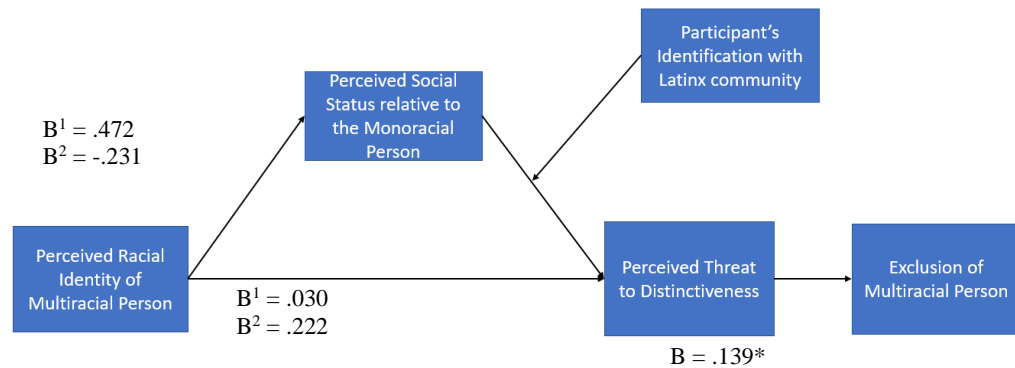 Participant's
Identification with
Latinx community
Perceived Social
Status relative to
the Monoracial
Person
B¹ = .472
B² = -.231
Perceived Racial
Identity of
Multiracial Person
B¹ = .030
B² = .222
Perceived Threat
to Distinctiveness
Exclusion of
Multiracial Person
B = .139*